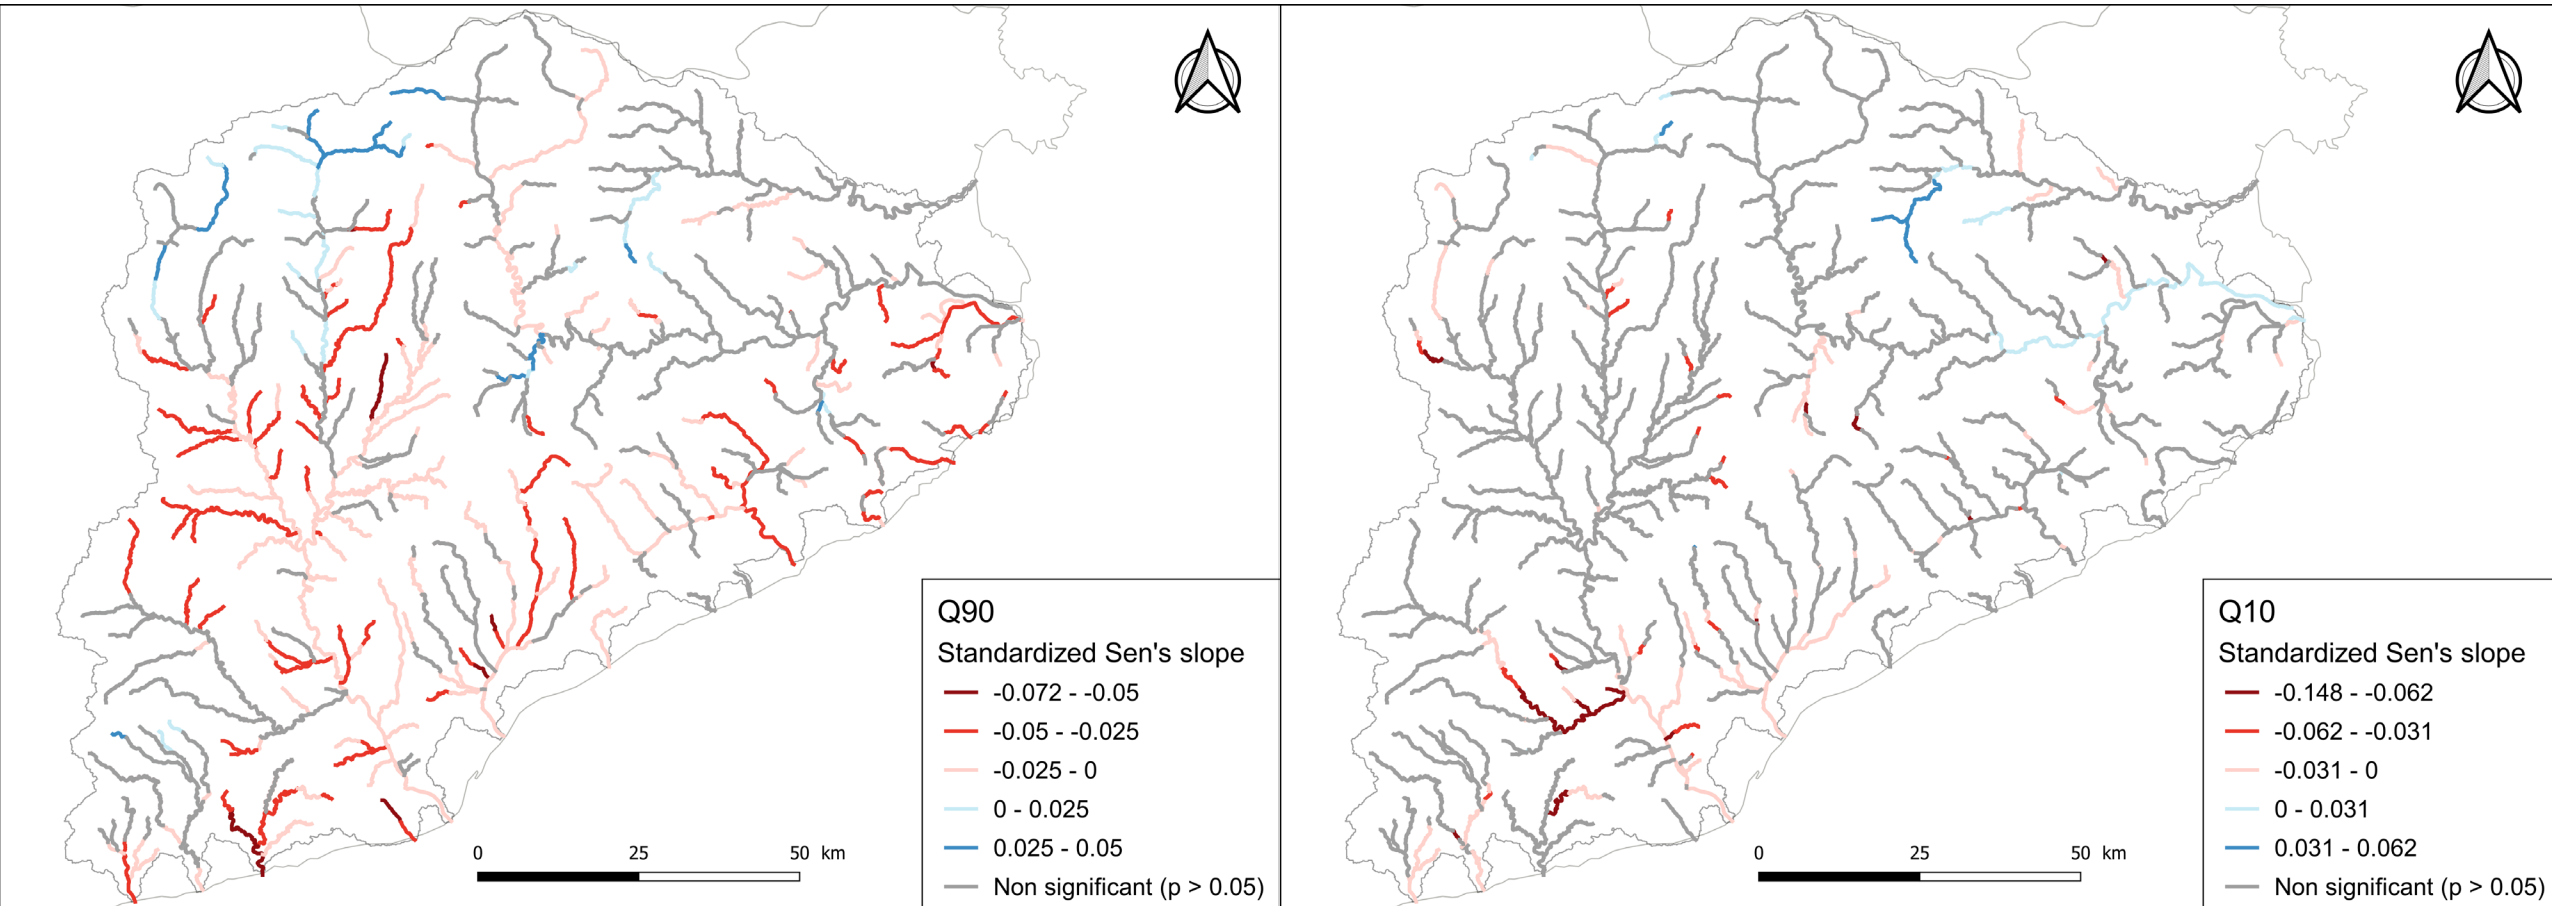 Q90
Standardized Sen's slope
-0.072 - -0.05
-0.05 - -0.025
-0.025 - 0
0 - 0.025
0.025 - 0.05
Non significant (p > 0.05)
0 25 50 km
Q10
Standardized Sen's slope
-0.148 - -0.062
-0.062 - -0.031
-0.031 - 0
0 - 0.031
0.031 - 0.062
Non significant (p > 0.05)
0 25 50 km